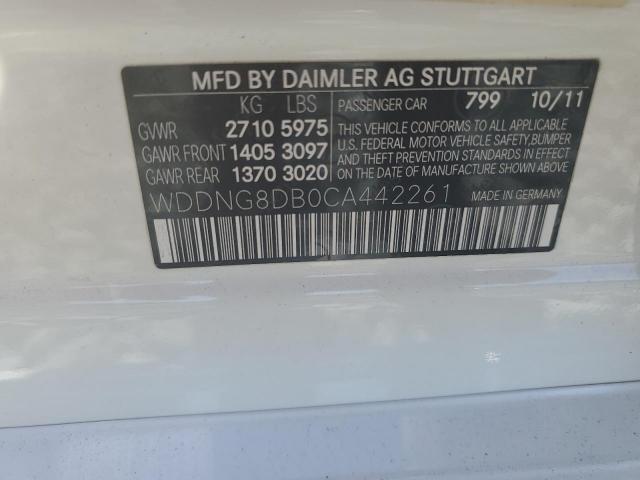 MFD BY DAIMLER AG STUTTGART
KG LBS
GVWR 2710 5975
GAWR FRONT 1405 3097
GAWR REAR 1370 3020
PASSENGER CAR 799 10/11
THIS VEHICLE CONFORMS TO ALL APPLICABLE
U.S. FEDERAL MOTOR VEHICLE SAFETY,BUMPER
AND THEFT PREVENTION STANDARDS IN EFFECT
ON THE DATE OF MANUFACTURE SHOWN ABOVE.
WDDNG8DB0CA442261 MADE IN GERMANY